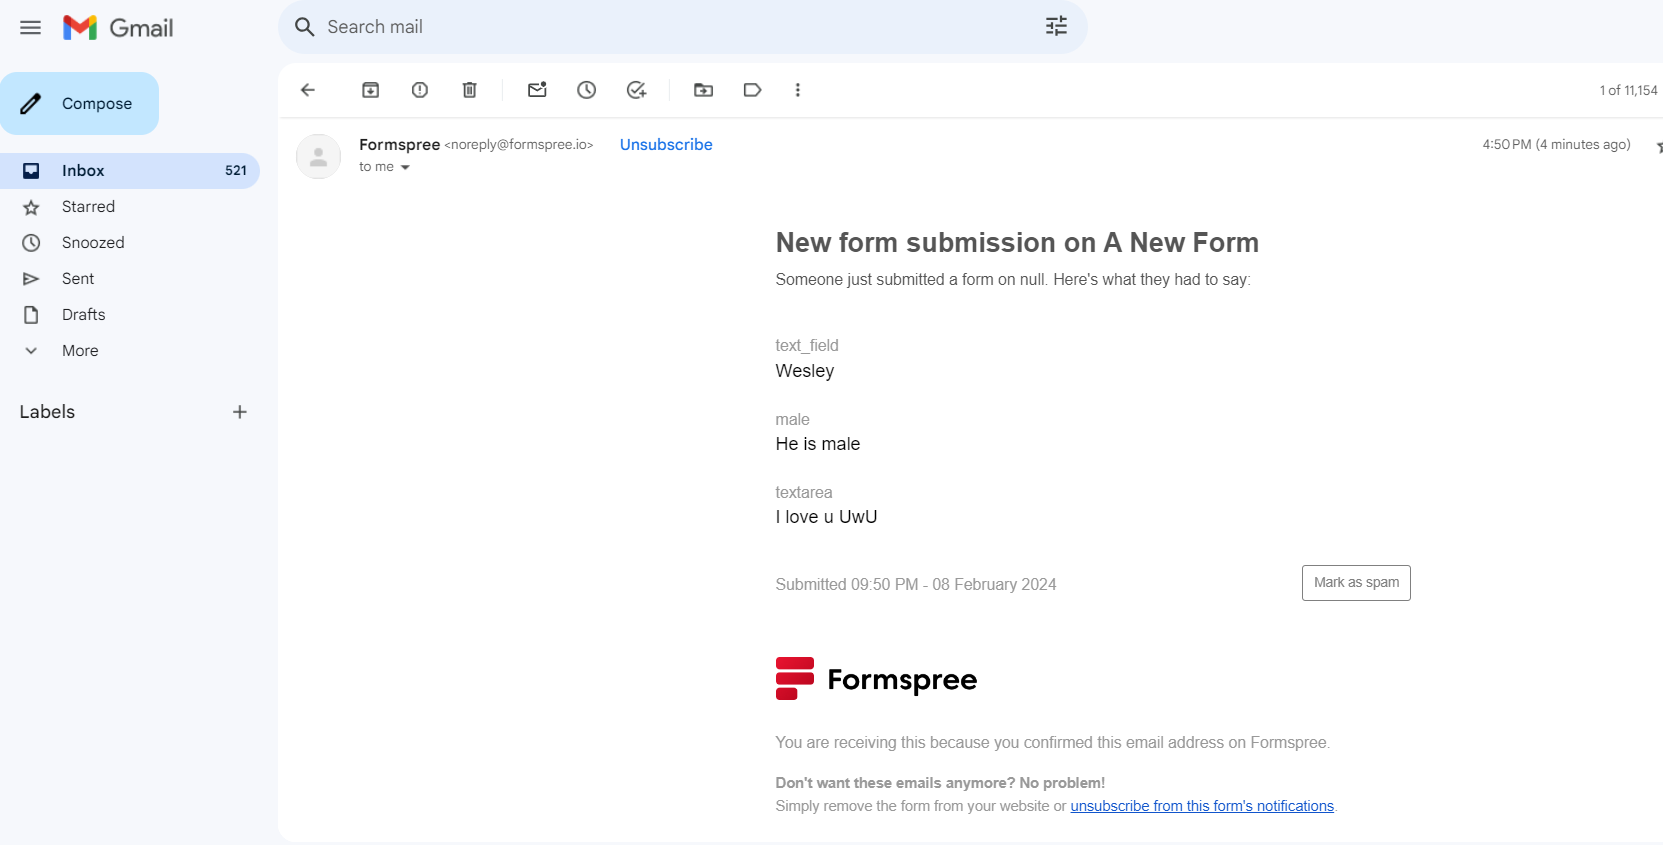 Gmail
Search mail
Compose
1 of 11,154
Inbox 521
Starred
Snoozed
Sent
Drafts
More
Labels
Formspree <noreply@formspree.io> Unsubscribe 4:50 PM (4 minutes ago)
to me
New form submission on A New Form
Someone just submitted a form on null. Here's what they had to say:
text_field
Wesley
male
He is male
textarea
I love u UwU
Submitted 09:50 PM - 08 February 2024
Mark as spam
Formspree
You are receiving this because you confirmed this email address on Formspree.
Don't want these emails anymore? No problem!
Simply remove the form from your website or unsubscribe from this form's notifications.